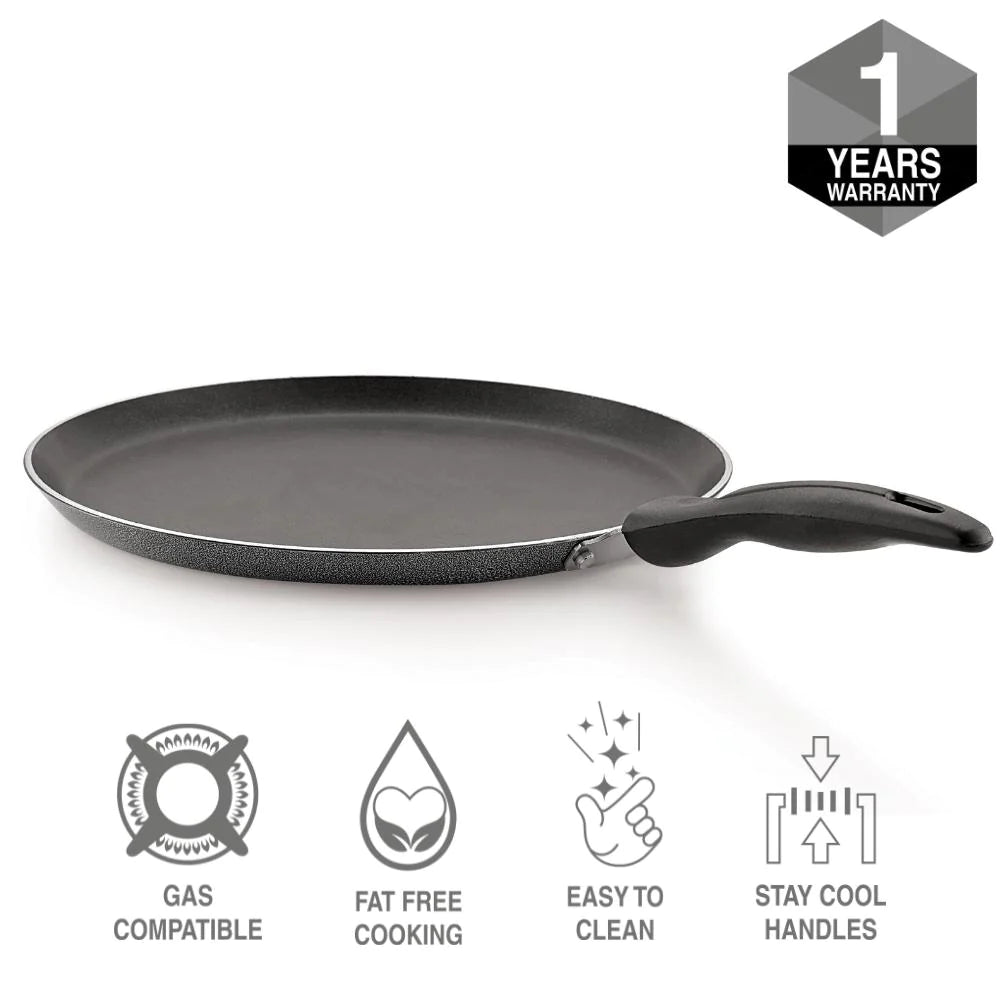 1
YEARS
WARRANTY
GAS
COMPATIBLE
FAT FREE
COOKING
EASY TO
CLEAN
STAY COOL
HANDLES